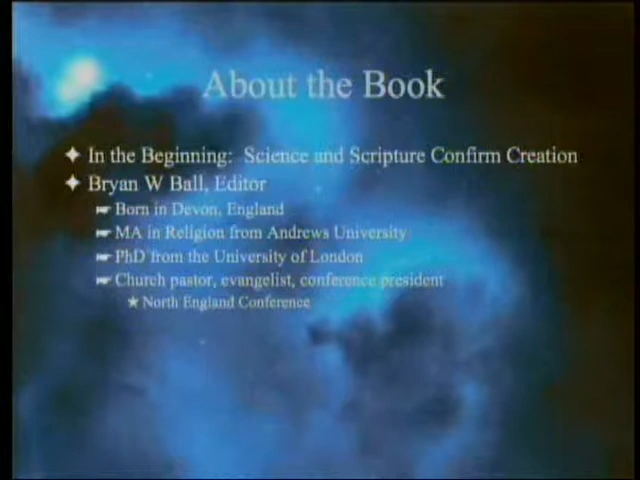 About the Book
In the Beginning: Science and Scripture Confirm Creation
Bryan W Ball, Editor
Born in Devon, England
MA in Religion from Andrews University
PhD from the University of London
Church pastor, evangelist, conference president
North England Conference